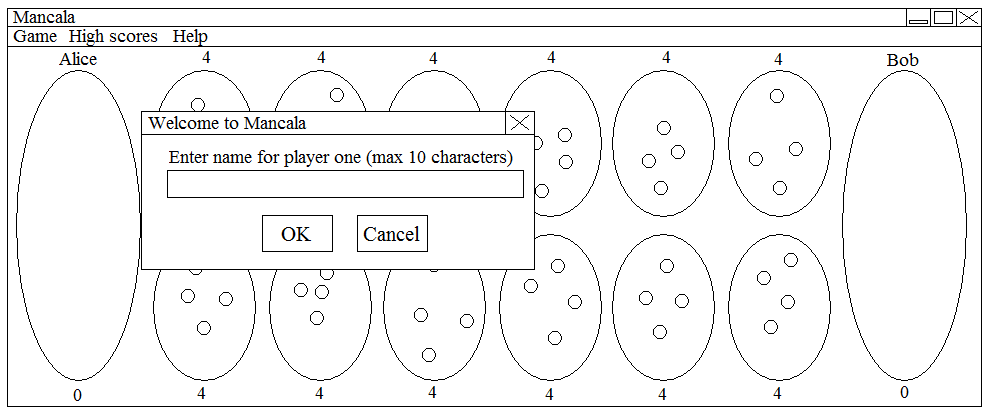 Mancala
Game High scores Help
Alice 4 4 4 4 4 4 Bob
Welcome to Mancala
Enter name for player one (max 10 characters)
OK Cancel
0 4 4 4 4 4 4 0